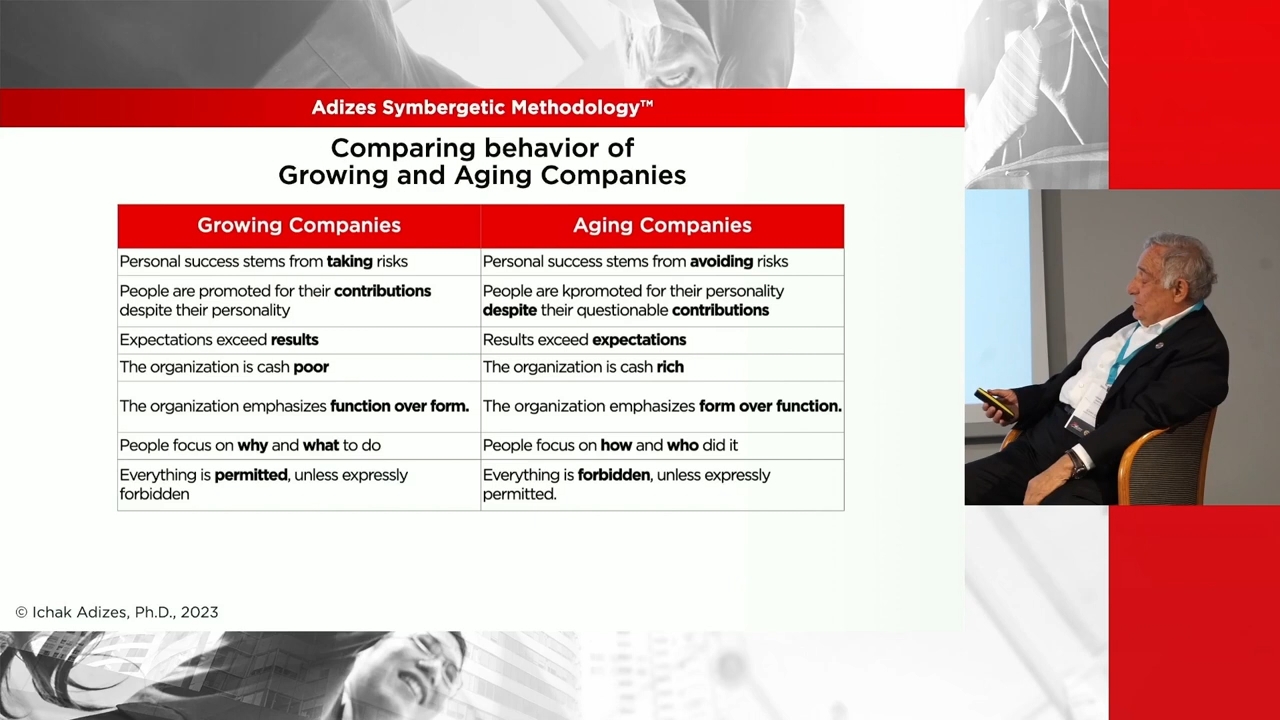 Adizes Symbergetic Methodology™
Comparing behavior of
Growing and Aging Companies
Growing Companies
Aging Companies
Personal success stems from taking risks
Personal success stems from avoiding risks
People are promoted for their contributions
despite their personality
People are kpromoted for their personality
despite their questionable contributions
Expectations exceed results
Results exceed expectations
The organization is cash poor
The organization is cash rich
The organization emphasizes function over form.
The organization emphasizes form over function.
People focus on why and what to do
People focus on how and who did it
Everything is permitted, unless expressly
forbidden
Everything is forbidden, unless expressly
permitted.
© Ichak Adizes, Ph.D., 2023